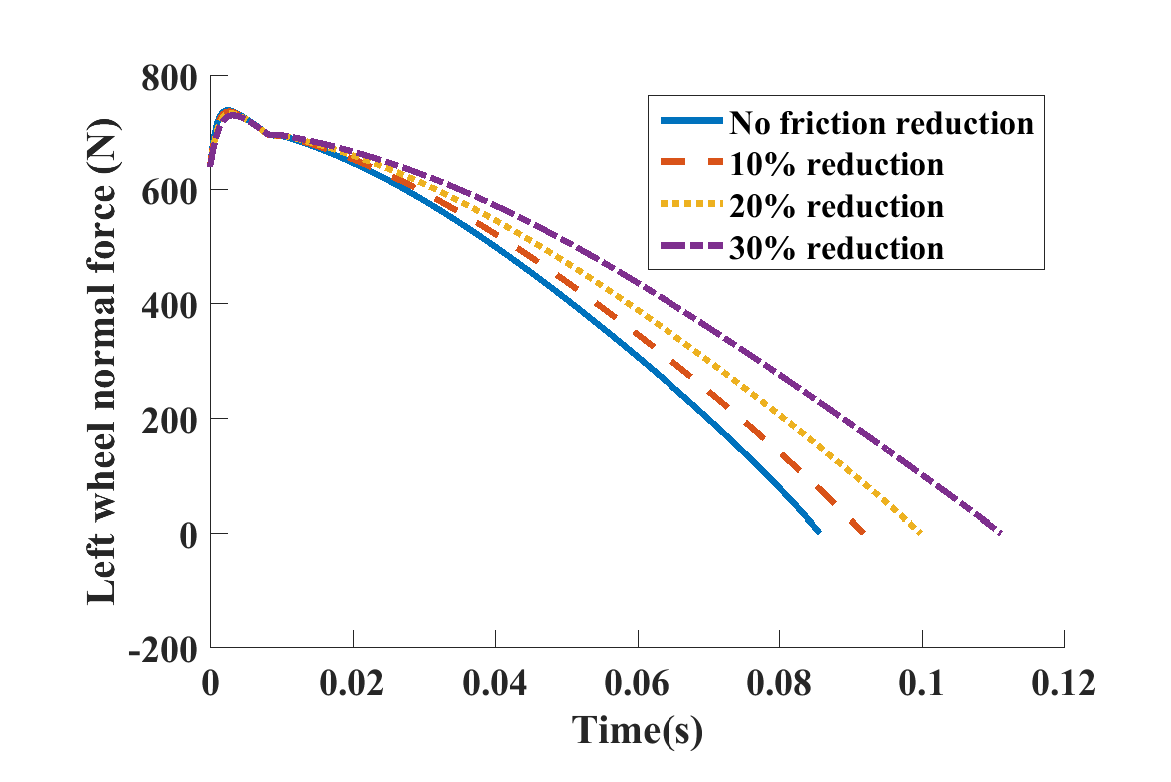 800
600
400
200
0
-200
Left wheel normal force (N)
No friction reduction
10% reduction
20% reduction
30% reduction
0 0.02 0.04 0.06 0.08 0.1 0.12
Time(s)